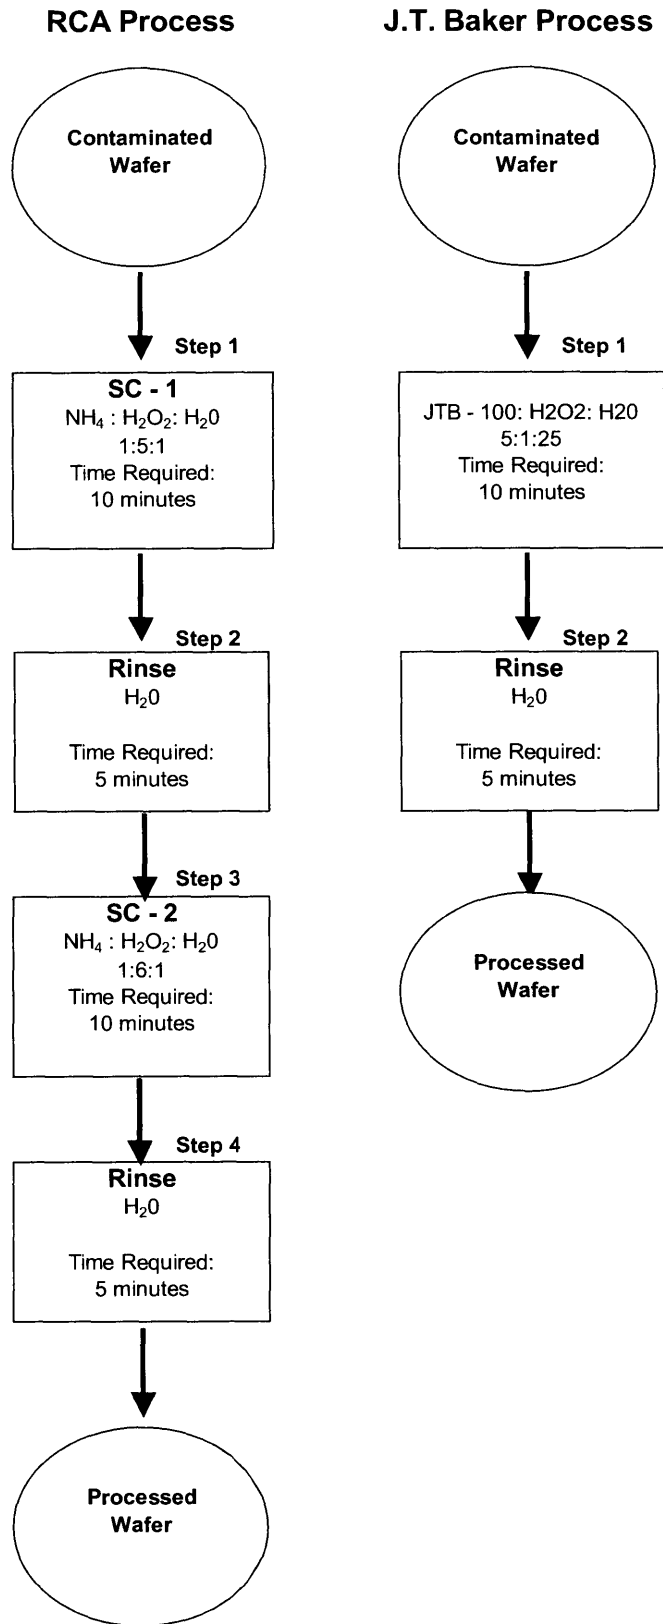 RCA Process
Contaminated
Wafer
Step 1
SC - 1
NH₄ : H₂O₂: H₂0
1:5:1
Time Required:
10 minutes
Step 2
Rinse
H₂0
Time Required:
5 minutes
Step 3
SC - 2
NH₄ : H₂O₂: H₂0
1:6:1
Time Required:
10 minutes
Step 4
Rinse
H₂0
Time Required:
5 minutes
Processed
Wafer
J.T. Baker Process
Contaminated
Wafer
Step 1
JTB - 100: H2O2: H20
5:1:25
Time Required:
10 minutes
Step 2
Rinse
H₂0
Time Required:
5 minutes
Processed
Wafer